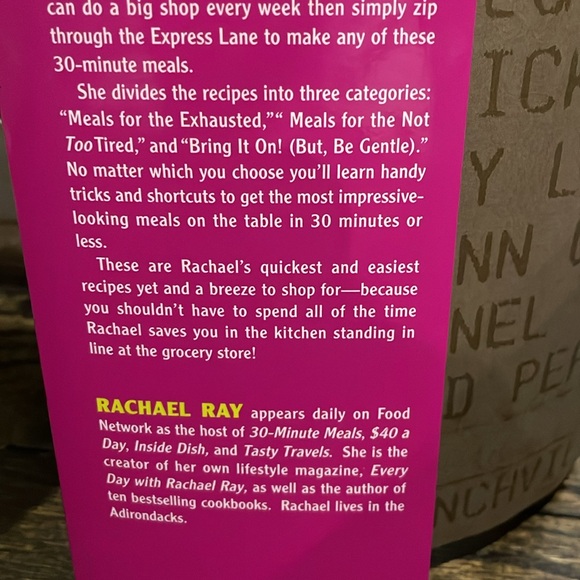 can do a big shop every week then simply zip
through the Express Lane to make any of these
30-minute meals.
She divides the recipes into three categories:
“Meals for the Exhausted,”“ Meals for the Not
Too Tired,” and “Bring It On! (But, Be Gentle).”
No matter which you choose you’ll learn handy
tricks and shortcuts to get the most impressive-
looking meals on the table in 30 minutes or
less.
These are Rachael’s quickest and easiest
recipes yet and a breeze to shop for—because
you shouldn’t have to spend all of the time
Rachael saves you in the kitchen standing in
line at the grocery store!
RACHAEL RAY appears daily on Food
Network as the host of 30-Minute Meals, $40 a
Day, Inside Dish, and Tasty Travels. She is the
creator of her own lifestyle magazine, Every
Day with Rachael Ray, as well as the author of
ten bestselling cookbooks. Rachael lives in the
Adirondacks.